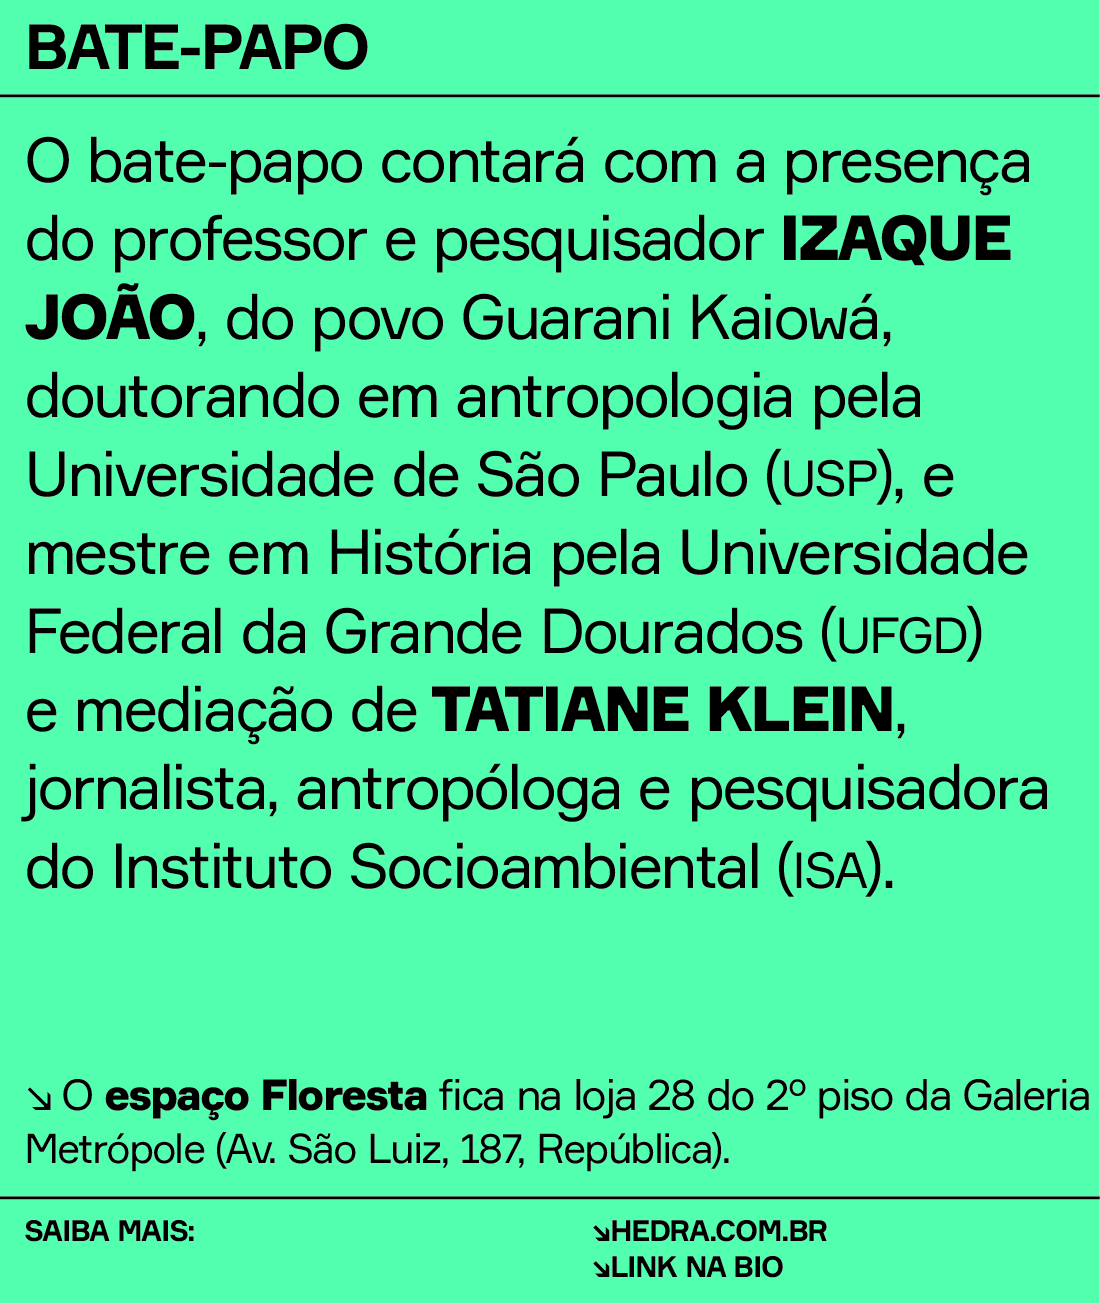 BATE-PAPO
O bate-papo contará com a presença
do professor e pesquisador IZAQUE
JOÃO, do povo Guarani Kaiowá,
doutorando em antropologia pela
Universidade de São Paulo (USP), e
mestre em História pela Universidade
Federal da Grande Dourados (UFGD)
e mediação de TATIANE KLEIN,
jornalista, antropóloga e pesquisadora
do Instituto Socioambiental (ISA).
↘ O espaço Floresta fica na loja 28 do 2º piso da Galeria
Metrópole (Av. São Luiz, 187, República).
SAIBA MAIS:
↘HEDRA.COM.BR
↘LINK NA BIO